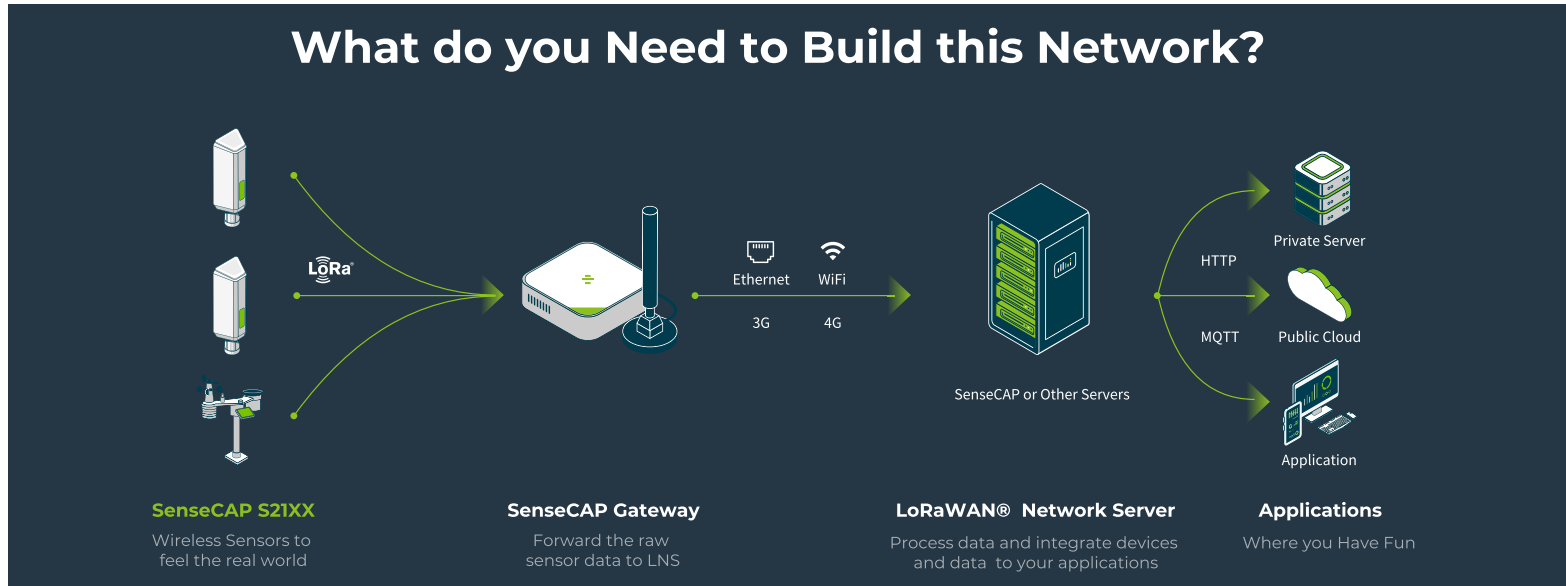 What do you Need to Build this Network?
LoRa®
Ethernet
WiFi
3G
4G
SenseCAP or Other Servers
HTTP
MQTT
Private Server
Public Cloud
Application
SenseCAP S21XX
Wireless Sensors to
feel the real world
SenseCAP Gateway
Forward the raw
sensor data to LNS
LoRaWAN® Network Server
Process data and integrate devices
and data to your applications
Applications
Where you Have Fun